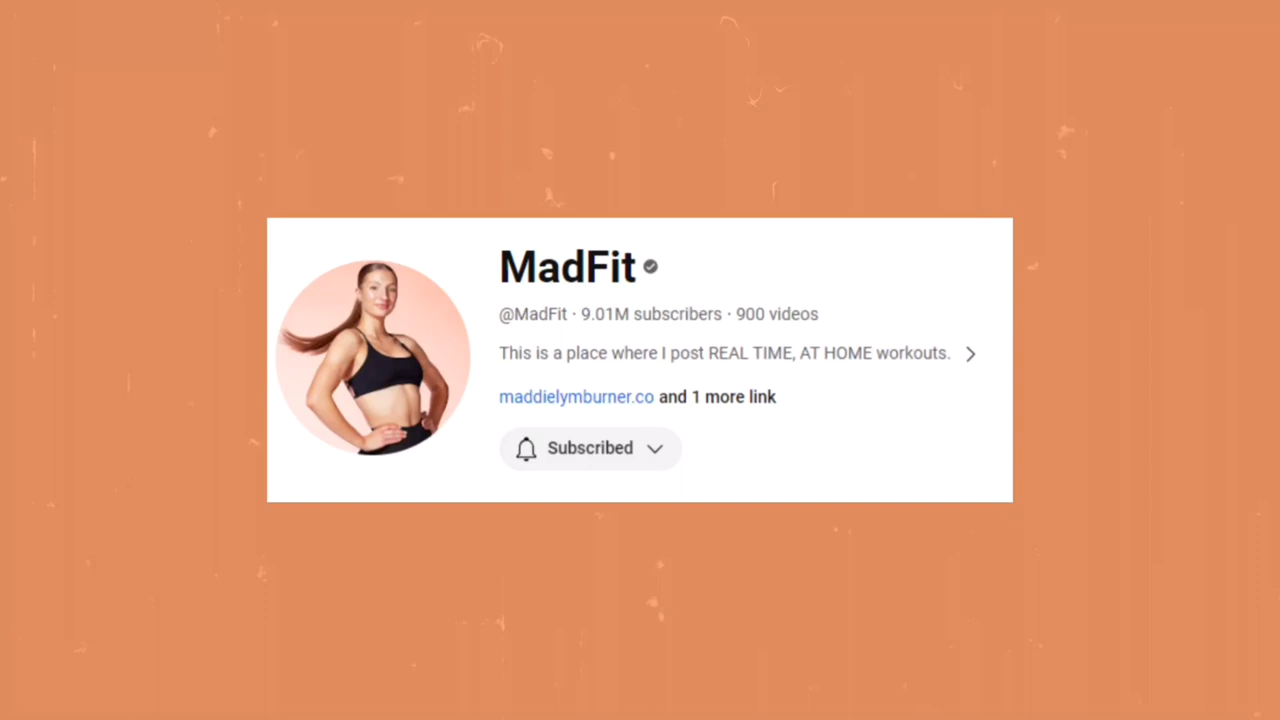 MadFit
@MadFit · 9.01M subscribers · 900 videos
This is a place where I post REAL TIME, AT HOME workouts.
maddielymburner.co and 1 more link
Subscribed